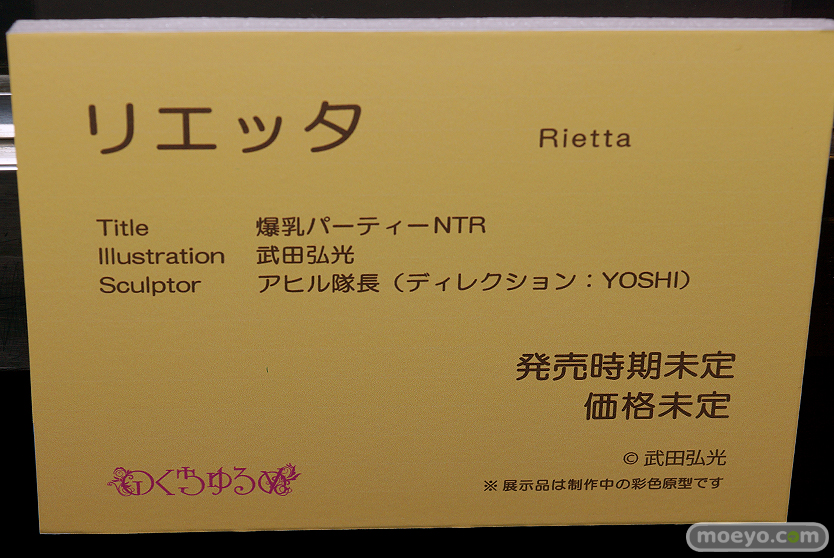 リエッタ Rietta
Title 爆乳パーティーNTR
Illustration 武田弘光
Sculptor アヒル隊長（ディレクション：YOSHI）
発売時期未定
価格未定
© 武田弘光
※展示品は制作中の彩色原型です
moeyo.com